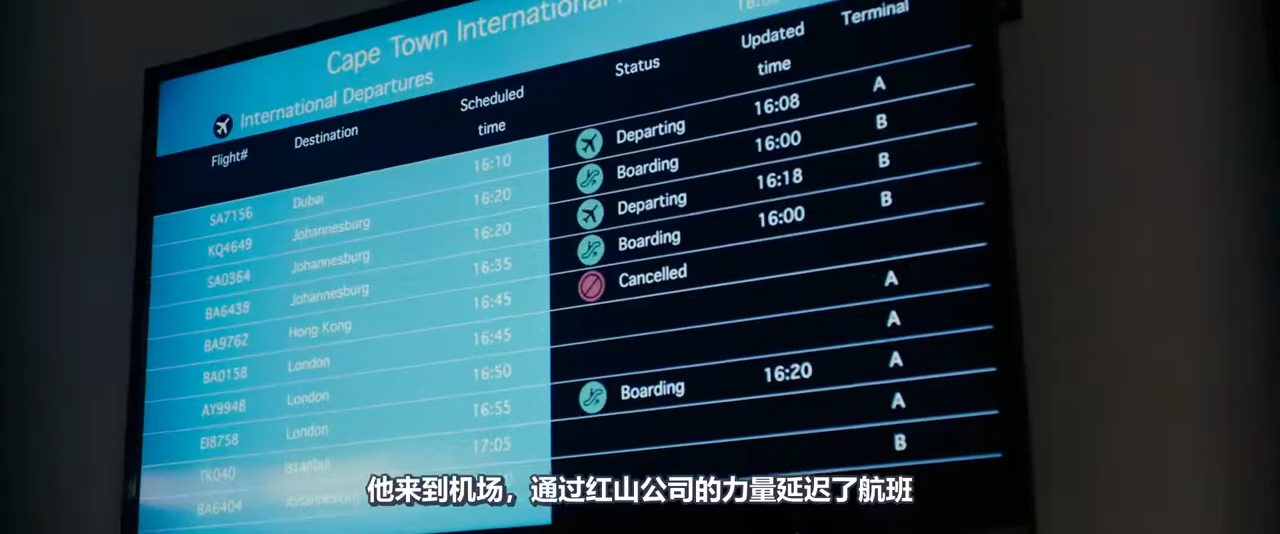 Cape Town International
International Departures
Flight# Destination Scheduled time Status Updated time Terminal
SA7156 Dubai 16:10 Departing 16:08 A
KQ4649 Johannesburg 16:20 Boarding 16:00 B
SA0364 Johannesburg 16:20 Departing 16:18 B
BA6438 Johannesburg 16:35 Boarding 16:00 B
BA9762 Hong Kong 16:45 Cancelled
BA0158 London 16:45 A
AY9948 London 16:50 A
EI8758 London 16:55 Boarding 16:20 A
TK040 Istanbul 17:05 A
BA6404 Johannesburg B
他来到机场，通过红山公司的力量延迟了航班